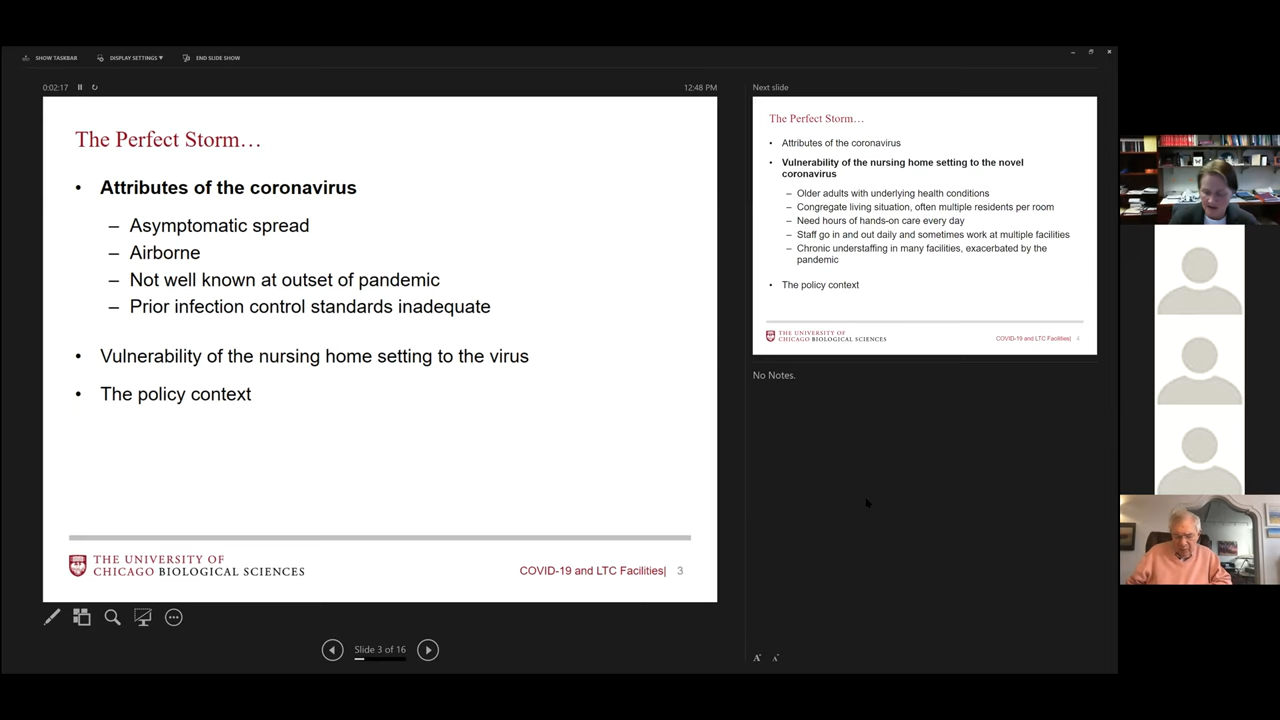 SHOW TASKBAR
DISPLAY SETTINGS ▾
END SLIDE SHOW
0:02:17
12:48 PM
The Perfect Storm…
• Attributes of the coronavirus
– Asymptomatic spread
– Airborne
– Not well known at outset of pandemic
– Prior infection control standards inadequate
• Vulnerability of the nursing home setting to the virus
• The policy context
THE UNIVERSITY OF
CHICAGO BIOLOGICAL SCIENCES
COVID-19 and LTC Facilities| 3
Slide 3 of 16
Next slide
The Perfect Storm…
• Attributes of the coronavirus
• Vulnerability of the nursing home setting to the novel
coronavirus
– Older adults with underlying health conditions
– Congregate living situation, often multiple residents per room
– Need hours of hands-on care every day
– Staff go in and out daily and sometimes work at multiple facilities
– Chronic understaffing in many facilities, exacerbated by the
pandemic
• The policy context
THE UNIVERSITY OF
CHICAGO BIOLOGICAL SCIENCES
COVID-19 and LTC Facilities| 4
No Notes.
A A